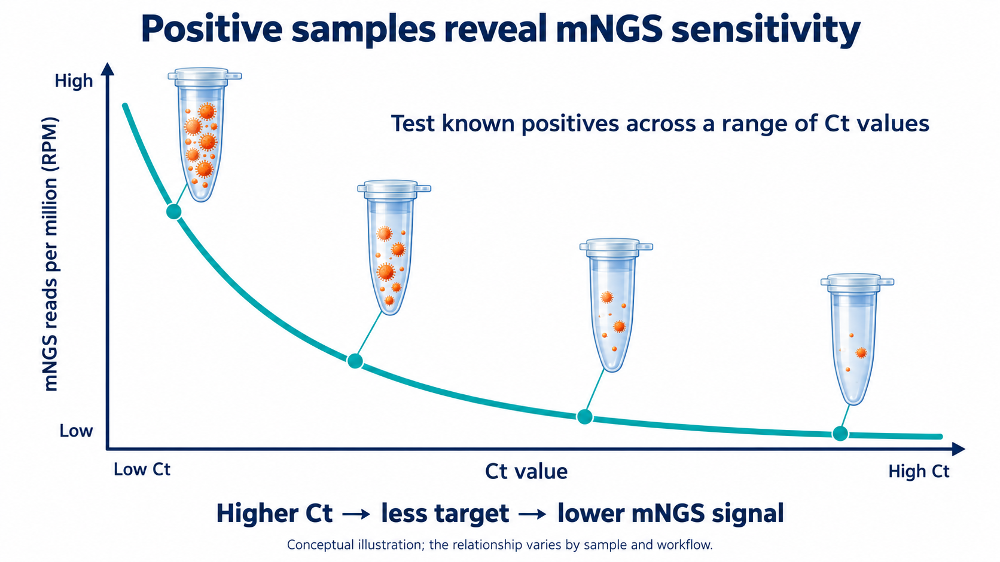 Positive samples reveal mNGS sensitivity
High
Test known positives across a range of Ct values
mNGS reads per million (RPM)
Low
Low Ct
Ct value
High Ct
Higher Ct → less target → lower mNGS signal
Conceptual illustration; the relationship varies by sample and workflow.